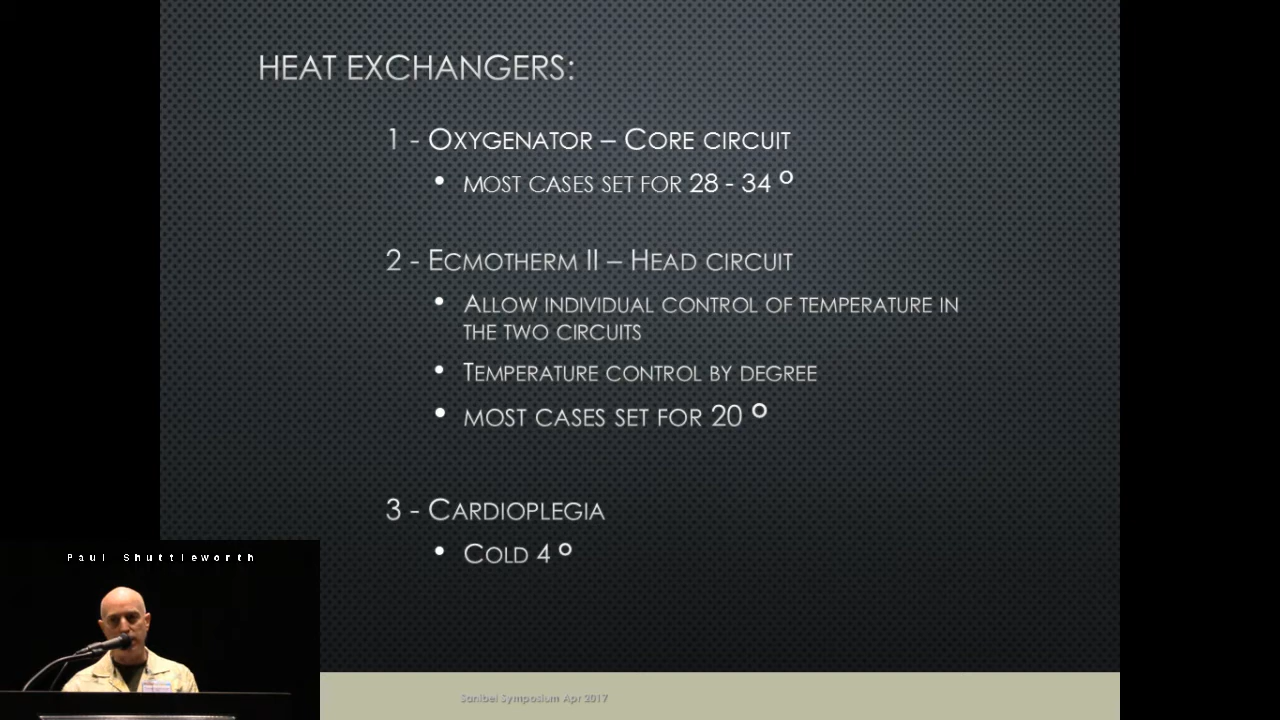 HEAT EXCHANGERS:
1 - OXYGENATOR – CORE CIRCUIT
• MOST CASES SET FOR 28 - 34 º
2 - ECMOTHERM II – HEAD CIRCUIT
• ALLOW INDIVIDUAL CONTROL OF TEMPERATURE IN
THE TWO CIRCUITS
• TEMPERATURE CONTROL BY DEGREE
• MOST CASES SET FOR 20 º
3 - CARDIOPLEGIA
• COLD 4 º
Paul Shuttleworth
Sanibel Symposium Apr 2017